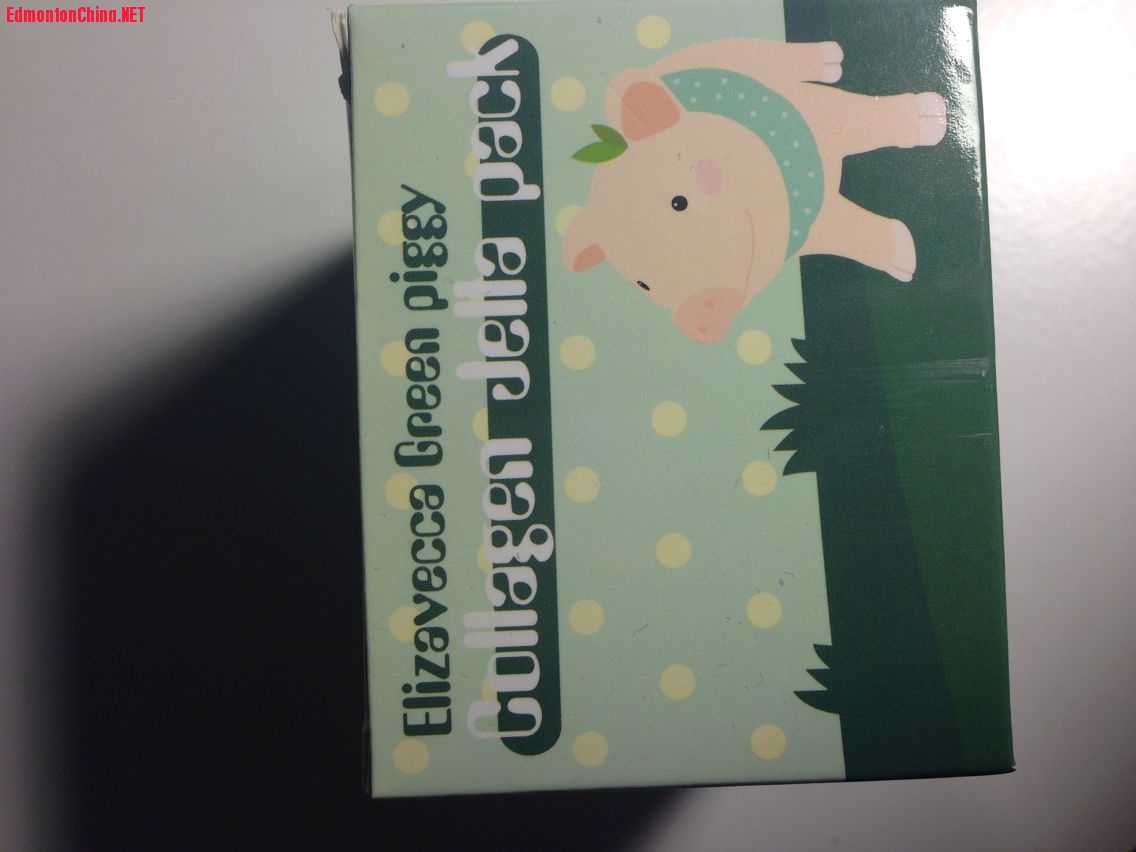 EdmontonChina.NET
Elizavecca Green piggy
Collagen Jella pack